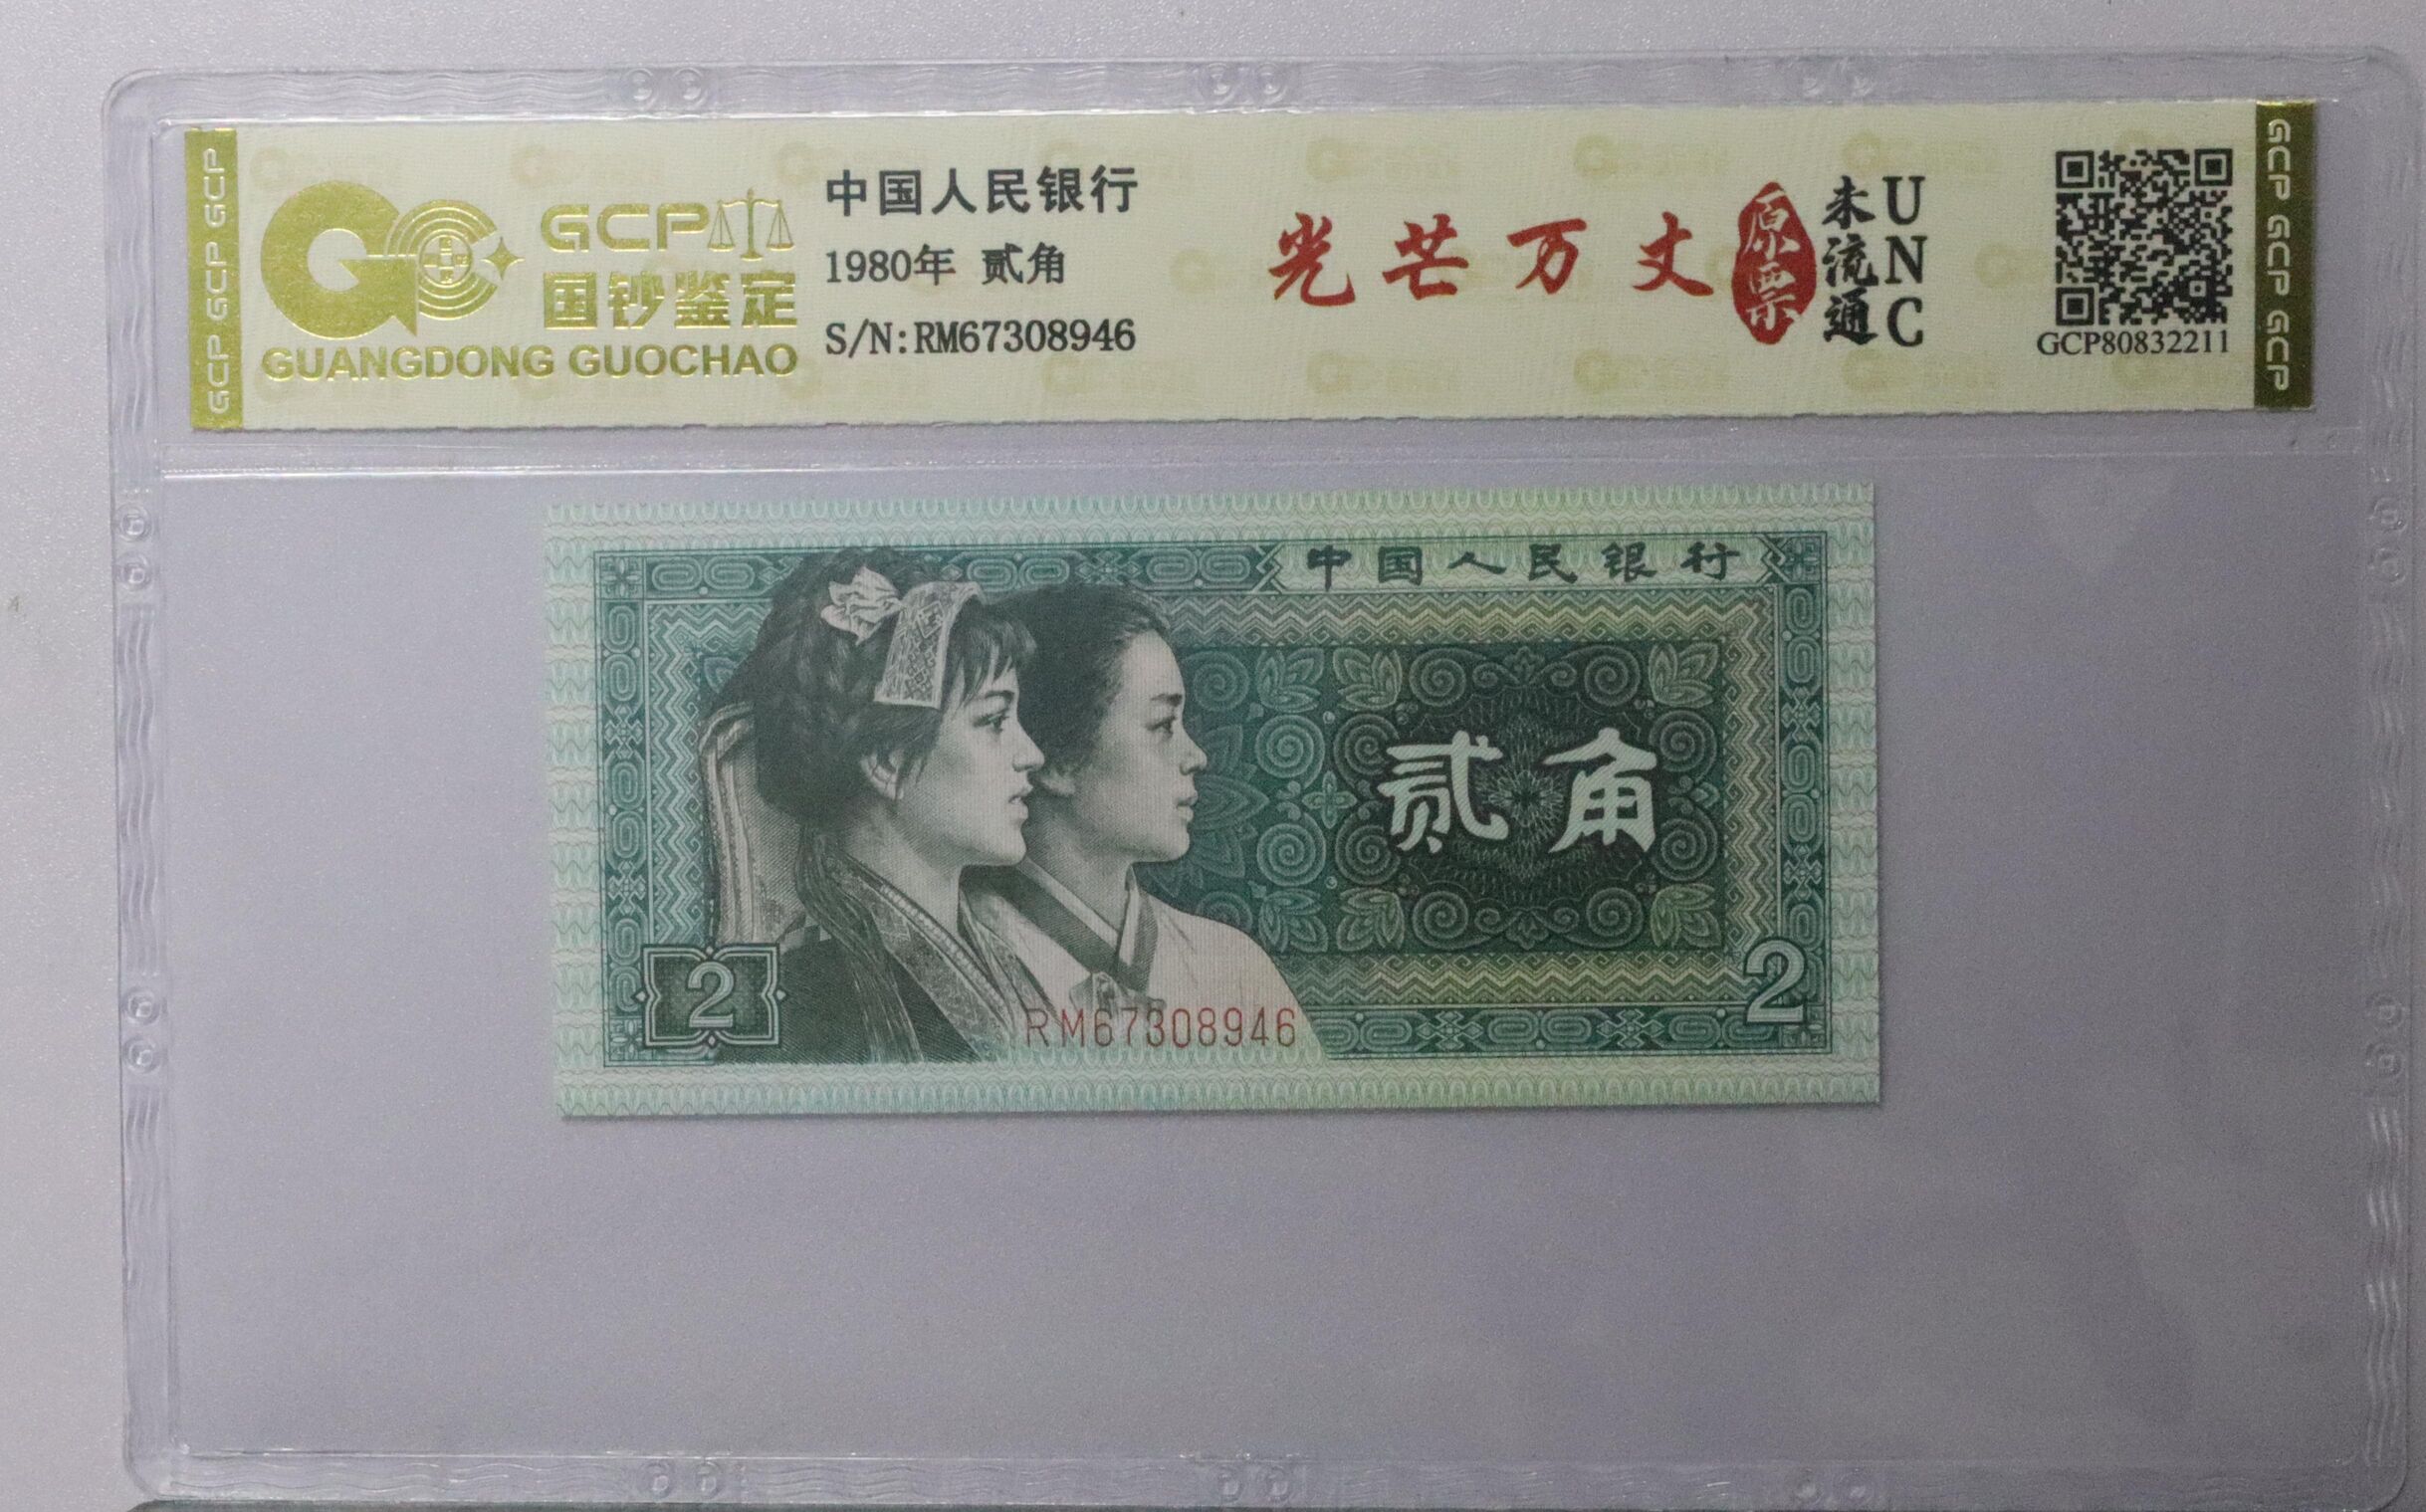 GCP GCP GCP
GCP
国钞鉴定
GUANGDONG GUOCHAO
中国人民银行
1980年 贰角
S/N:RM67308946
光芒万丈
原票
未流通
UNC
GCP80832211
GCP GCP GCP
中国人民银行
贰角
2
2
RM67308946